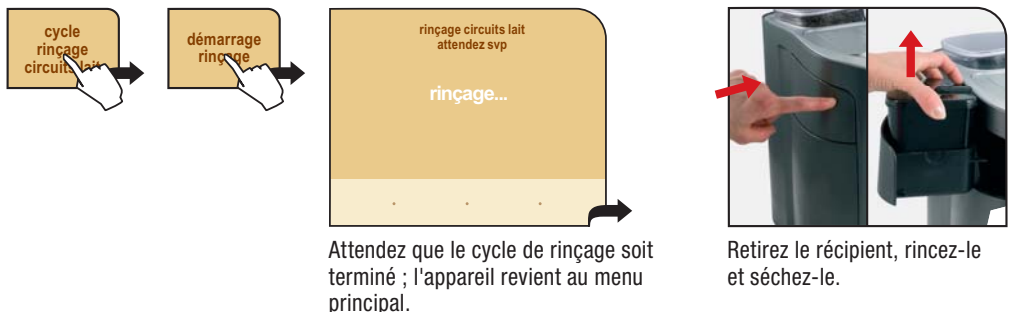 cycle
rinçage
circuits lait
démarrage
rinçage
rinçage circuits lait
attendez svp
rinçage...
Attendez que le cycle de rinçage soit
terminé ; l'appareil revient au menu
principal.
Retirez le récipient, rincez-le
et séchez-le.